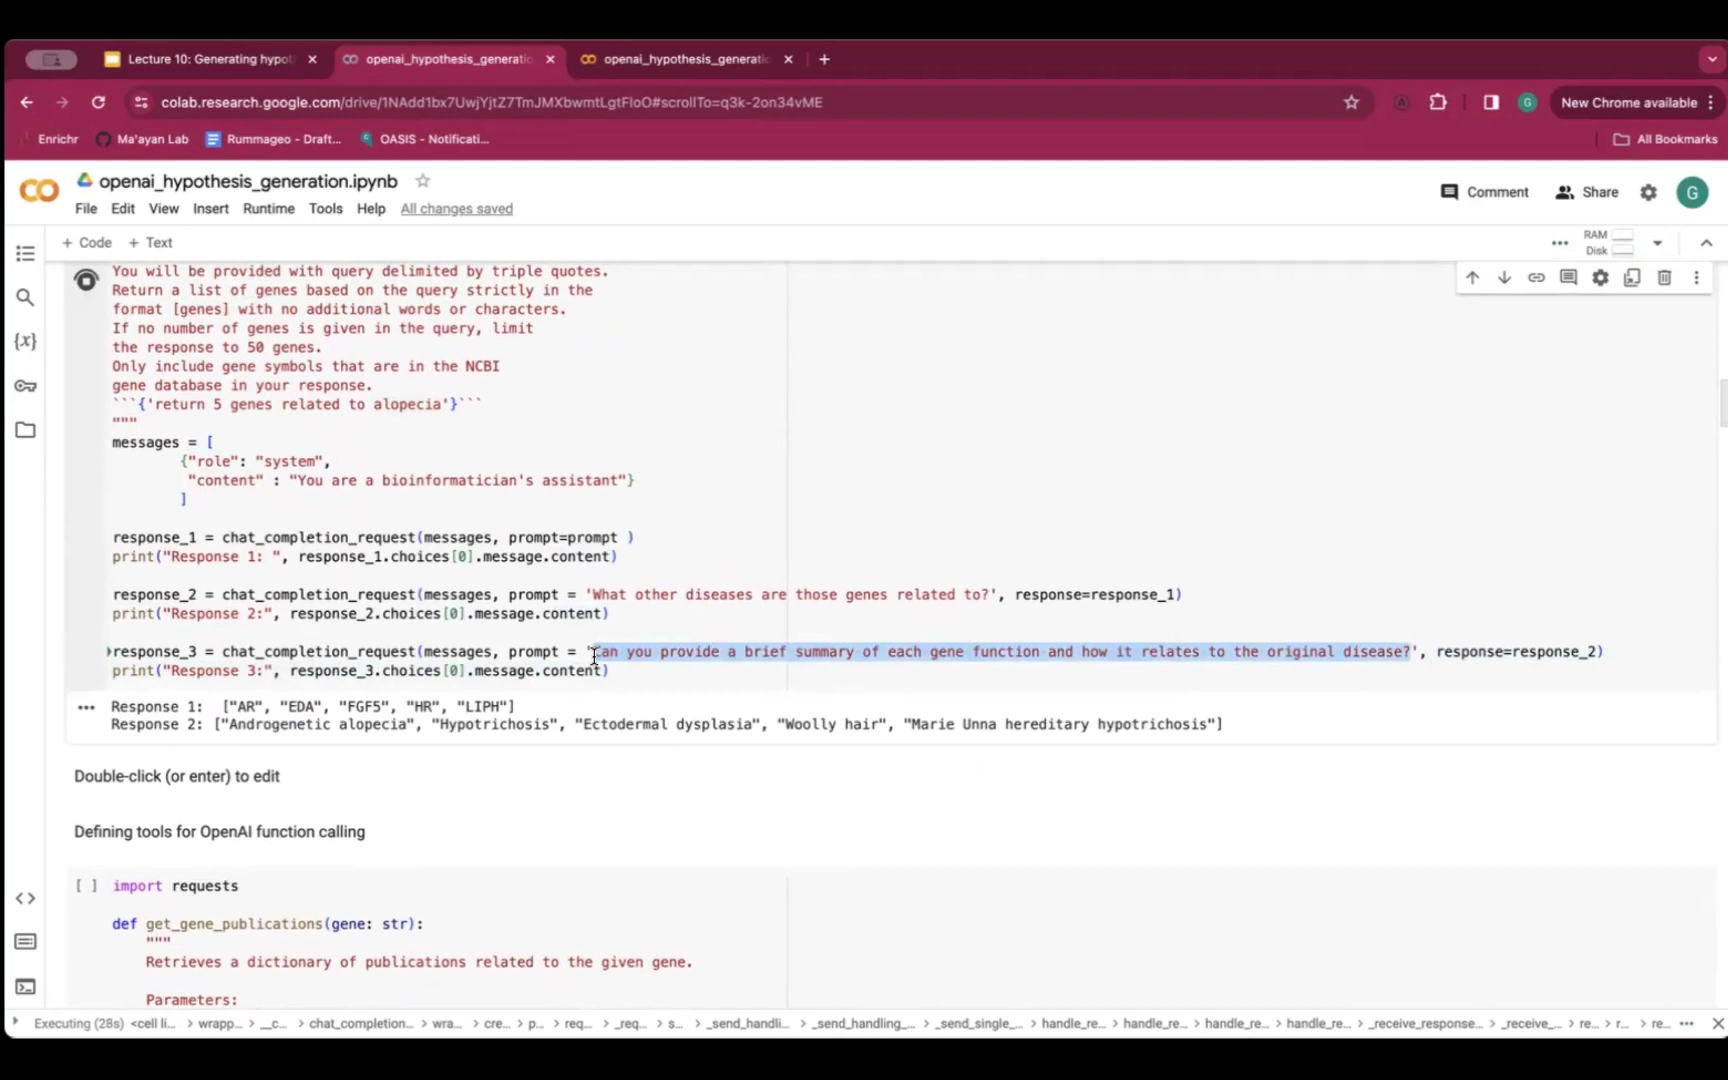 Lecture 10: Generating hypot
openai_hypothesis_generatio
openai_hypothesis_generatio
colab.research.google.com/drive/1NAdd1bx7UwjYjtZ7TmJMXbwmtLgtFIoO#scrollTo=q3k-2on34vME
G
New Chrome available
Enrichr
Ma'ayan Lab
Rummageo - Draft...
OASIS - Notificati...
All Bookmarks
openai_hypothesis_generation.ipynb
Comment
Share
G
File Edit View Insert Runtime Tools Help All changes saved
+ Code + Text
RAM
Disk
You will be provided with query delimited by triple quotes.
Return a list of genes based on the query strictly in the
format [genes] with no additional words or characters.
If no number of genes is given in the query, limit
the response to 50 genes.
Only include gene symbols that are in the NCBI
gene database in your response.
```{'return 5 genes related to alopecia'}```
"""
messages = [
{"role": "system",
"content" : "You are a bioinformatician's assistant"}
]
response_1 = chat_completion_request(messages, prompt=prompt )
print("Response 1: ", response_1.choices[0].message.content)
response_2 = chat_completion_request(messages, prompt = 'What other diseases are those genes related to?', response=response_1)
print("Response 2:", response_2.choices[0].message.content)
response_3 = chat_completion_request(messages, prompt = 'Can you provide a brief summary of each gene function and how it relates to the original disease?', response=response_2)
print("Response 3:", response_3.choices[0].message.content)
Response 1:  ["AR", "EDA", "FGF5", "HR", "LIPH"]
Response 2: ["Androgenetic alopecia", "Hypotrichosis", "Ectodermal dysplasia", "Woolly hair", "Marie Unna hereditary hypotrichosis"]
Double-click (or enter) to edit
Defining tools for OpenAI function calling
[ ] import requests
def get_gene_publications(gene: str):
"""
Retrieves a dictionary of publications related to the given gene.
Parameters:
Executing (28s) <cell li... > wrapp... > __c... > chat_completion... > wra... > cre... > p... > req... > _req... > s... > _send_handli... > _send_handling_... > _send_single_... > handle_re... > handle_re... > handle_re... > handle_re... > _receive_response... > _receive_... > re... > r... > re...